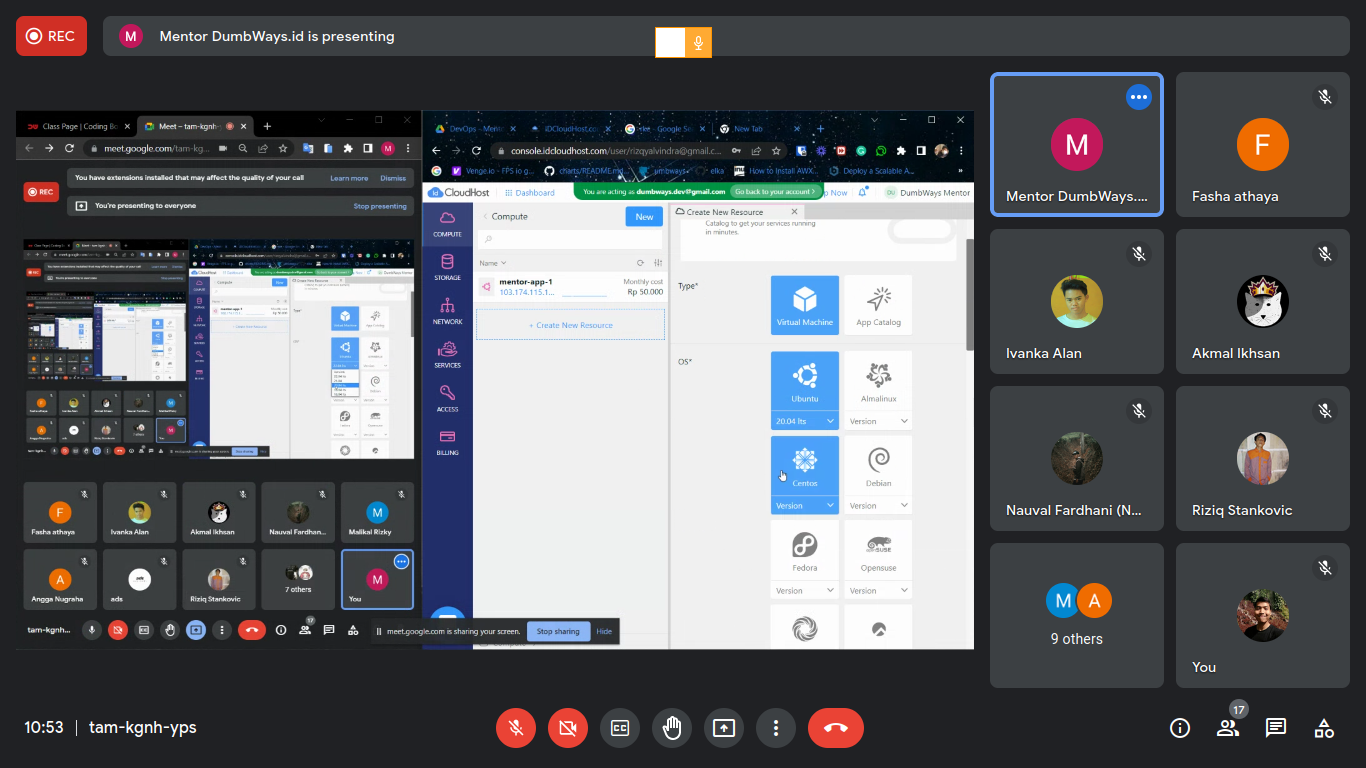 REC
M
Mentor DumbWays.id is presenting
Class Page | Coding Bo
Meet – tam-kgnh-
meet.google.com/tam-kg...
M
REC
You have extensions installed that may affect the quality of your call
Learn more
Dismiss
You're presenting to everyone
Stop presenting
F
Fasha athaya
Ivanka Alan
Akmal Ikhsan
Nauval Fardhan...
M
Malikal Rizky
A
Angga Nugraha
ads
Riziq Stankovic
7 others
M
You
tam-kgnh...
17
meet.google.com is sharing your screen.
Stop sharing
Hide
DevOps - Mento
iDCloudHost.co
New Tab
console.idcloudhost.com/user/rizqyalvindra@gmail.c...
Venge.io - FPS io g...
charts/README.md...
umbways
elka
How to Install AWX...
Deploy a Scalable A...
CloudHost
Dashboard
You are acting as dumbways.dev@gmail.com
Go back to your account
p Now
DU
DumbWays Mentor
COMPUTE
STORAGE
NETWORK
SERVICES
ACCESS
BILLING
Compute
New
Name
mentor-app-1
103.174.115.1...
Monthly cost
Rp 50.000
+ Create New Resource
Create New Resource
Catalog to get your services running
in minutes.
Type*
Virtual Machine
App Catalog
OS*
Ubuntu
20.04 lts
Almalinux
Version
Centos
Version
Debian
Version
Fedora
Version
Opensuse
Version
M
Mentor DumbWays....
F
Fasha athaya
Ivanka Alan
Akmal Ikhsan
Nauval Fardhani (N...
Riziq Stankovic
M
A
9 others
You
10:53
tam-kgnh-yps
17